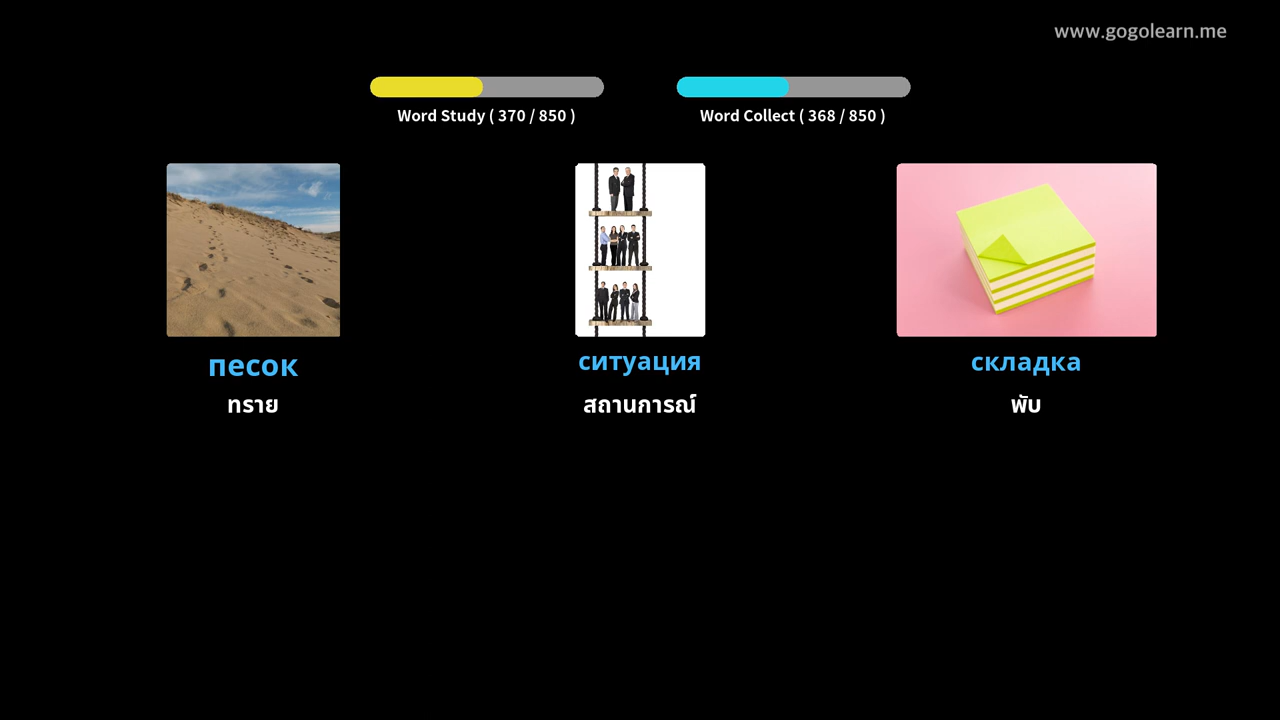 www.gogolearn.me
Word Study ( 370 / 850 )
Word Collect ( 368 / 850 )
песок
ситуация
складка
ทราย
สถานการณ์
พับ